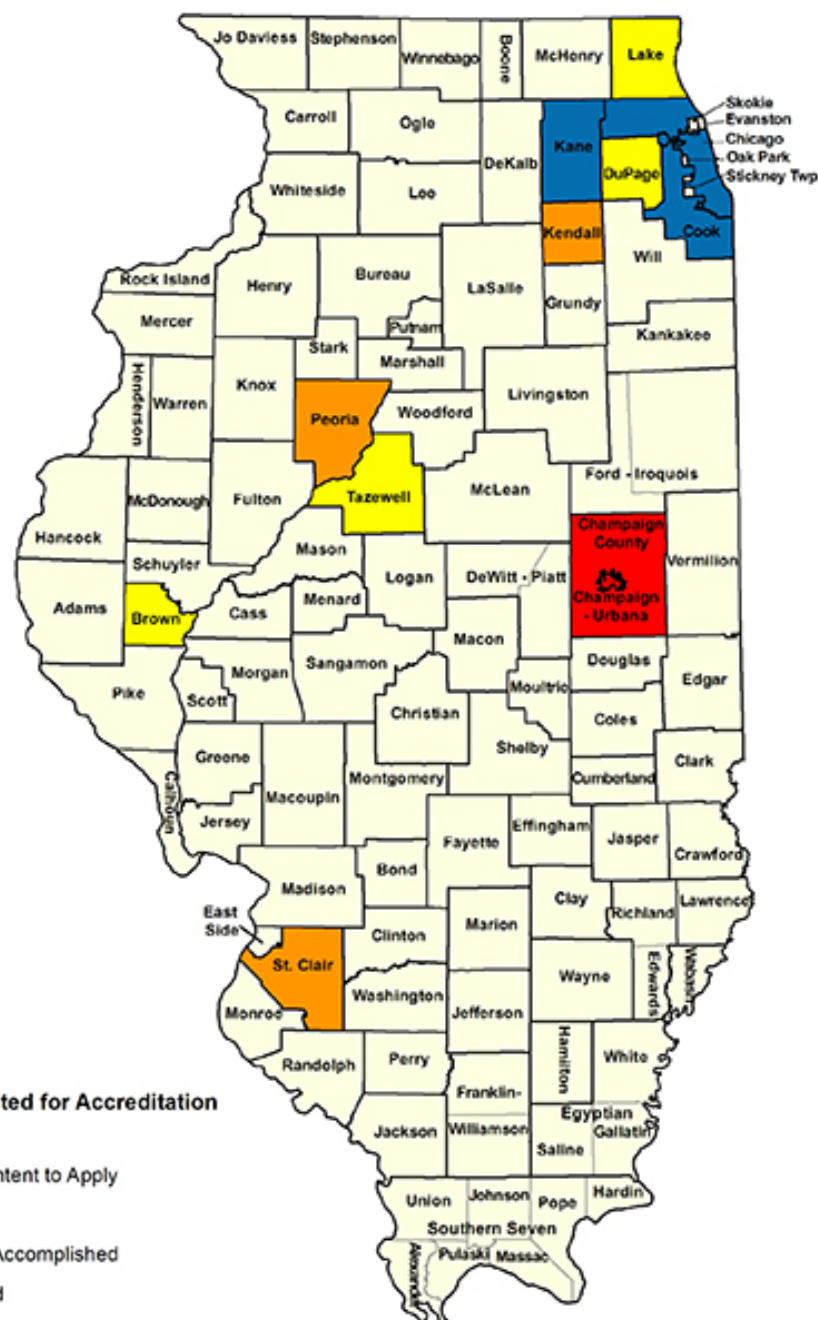 Jo Daviess
Stephenson
Winnebago
Boone
McHenry
Lake
Skokie
Evanston
Chicago
Oak Park
Stickney Twp
Carroll
Ogle
DeKalb
Kane
DuPage
Cook
Whiteside
Lee
Kendall
Will
Rock Island
Henry
Bureau
LaSalle
Grundy
Mercer
Putnam
Kankakee
Stark
Marshall
Henderson
Warren
Knox
Peoria
Woodford
Livingston
Ford - Iroquois
Hancock
McDonough
Fulton
Tazewell
McLean
Champaign
County
Vermilion
Schuyler
Mason
Logan
DeWitt - Piatt
Champaign
- Urbana
Adams
Brown
Cass
Menard
Macon
Douglas
Edgar
Pike
Scott
Morgan
Sangamon
Christian
Moultrie
Coles
Shelby
Greene
Macoupin
Montgomery
Cumberland
Clark
Calhoun
Jersey
Fayette
Effingham
Jasper
Crawford
Madison
Bond
Clay
Richland
Lawrence
East
Side
St. Clair
Clinton
Marion
Wayne
Edwards
Wabash
Monroe
Washington
Jefferson
Hamilton
White
Randolph
Perry
Franklin-
Williamson
Jackson
Egyptian
Gallatin
Saline
Union
Johnson
Pope
Hardin
Southern Seven
Alexander
Pulaski
Massac
ted for Accreditation
ntent to Apply
Accomplished
d